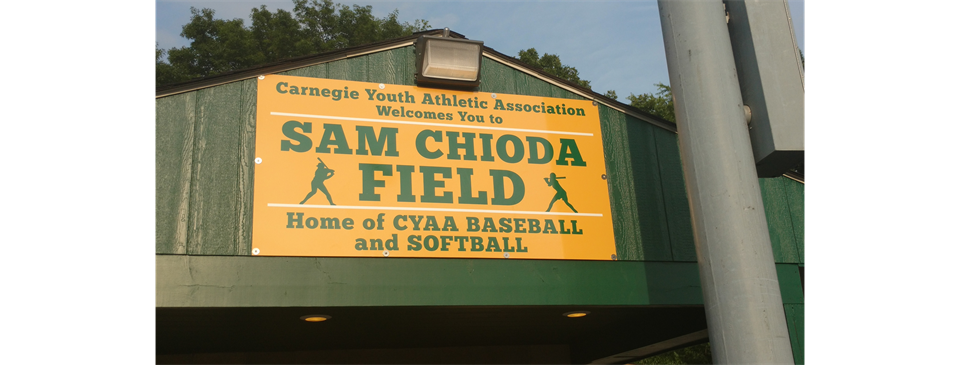 Carnegie Youth Athletic Association
Welcomes You to
SAM CHIODA
FIELD
Home of CYAA BASEBALL
and SOFTBALL